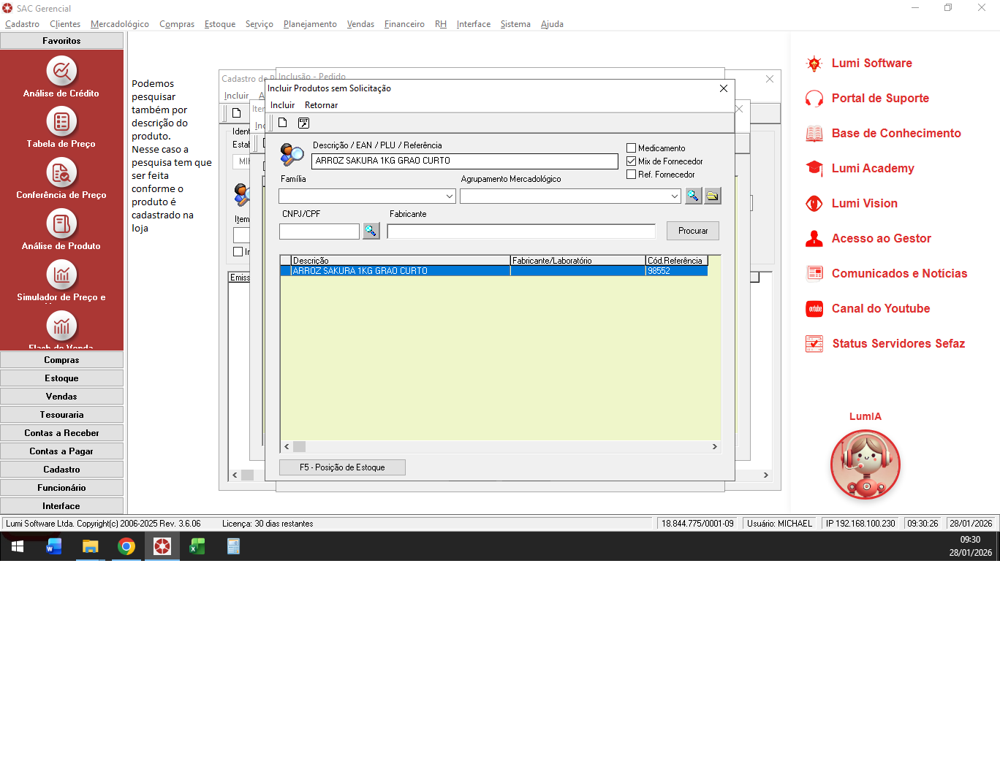 SAC Gerencial
Cadastro Clientes Mercadológico Compras Estoque Serviço Planejamento Vendas Financeiro RH Interface Sistema Ajuda
Favoritos
Análise de Crédito
Tabela de Preço
Conferência de Preço
Análise de Produto
Simulador de Preço e
Flash de Venda
Compras
Estoque
Vendas
Tesouraria
Contas a Receber
Contas a Pagar
Cadastro
Funcionário
Interface
Podemos
pesquisar
também por
descrição do
produto.
Nesse caso a
pesquisa tem que
ser feita
conforme o
produto é
cadastrado na
loja
Cadastro de P
Incluir A
Inclusão - Pedido
Incluir Produtos sem Solicitação
Incluir Retornar
EXIT
Descrição / EAN / PLU / Referência
ARROZ SAKURA 1KG GRAO CURTO
Medicamento
Mix de Fornecedor
Ref. Fornecedor
Família
Agrupamento Mercadológico
CNPJ/CPF
Fabricante
Procurar
Descrição Fabricante/Laboratório Cód.Referência
ARROZ SAKURA 1KG GRAO CURTO 98552
F5 - Posição de Estoque
Lumi Software
Portal de Suporte
Base de Conhecimento
Lumi Academy
Lumi Vision
Acesso ao Gestor
Comunicados e Notícias
Canal do Youtube
Status Servidores Sefaz
LumIA
Lumi Software Ltda. Copyright(c) 2006-2025 Rev. 3.6.06 Licença: 30 dias restantes 18.844.775/0001-09 Usuário: MICHAEL IP 192.168.100.230 09:30:26 28/01/2026
09:30
28/01/2026